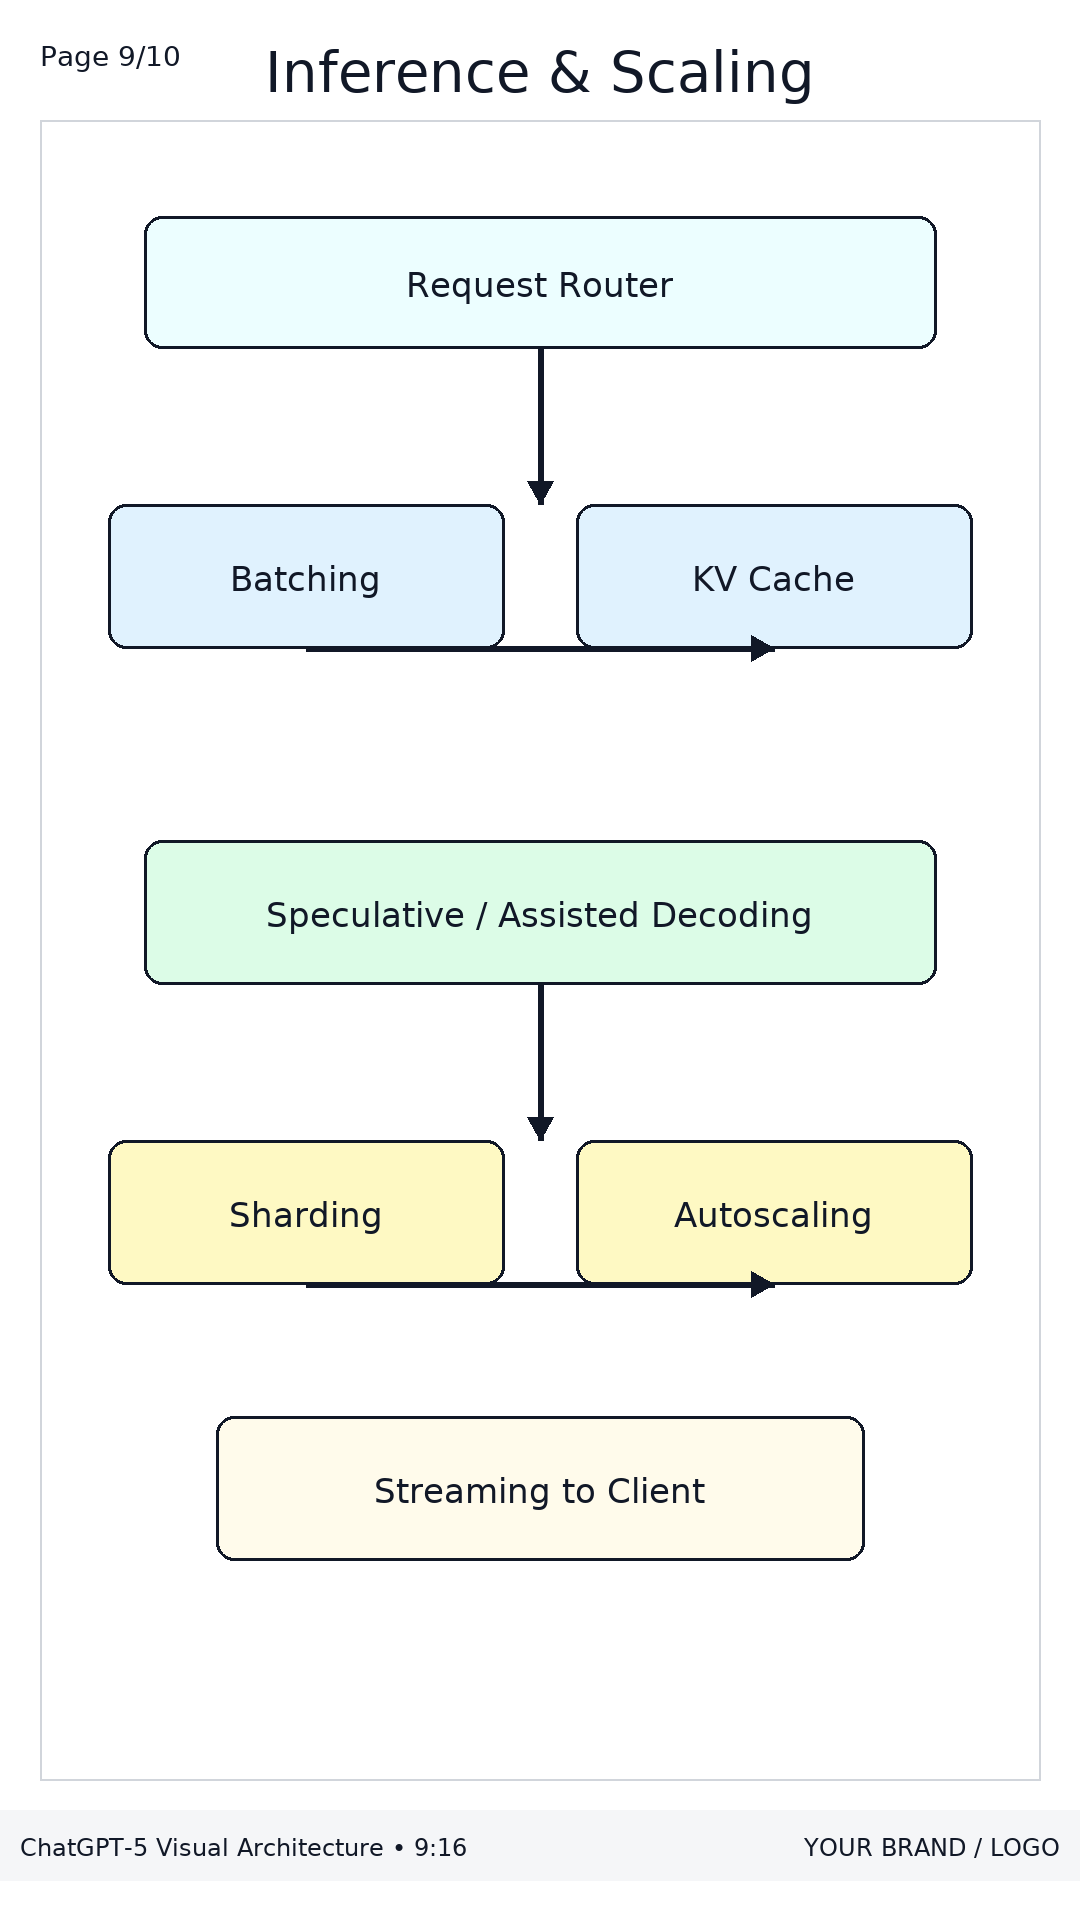 Page 9/10
Inference & Scaling
Request Router
Batching
KV Cache
Speculative / Assisted Decoding
Sharding
Autoscaling
Streaming to Client
ChatGPT-5 Visual Architecture • 9:16
YOUR BRAND / LOGO